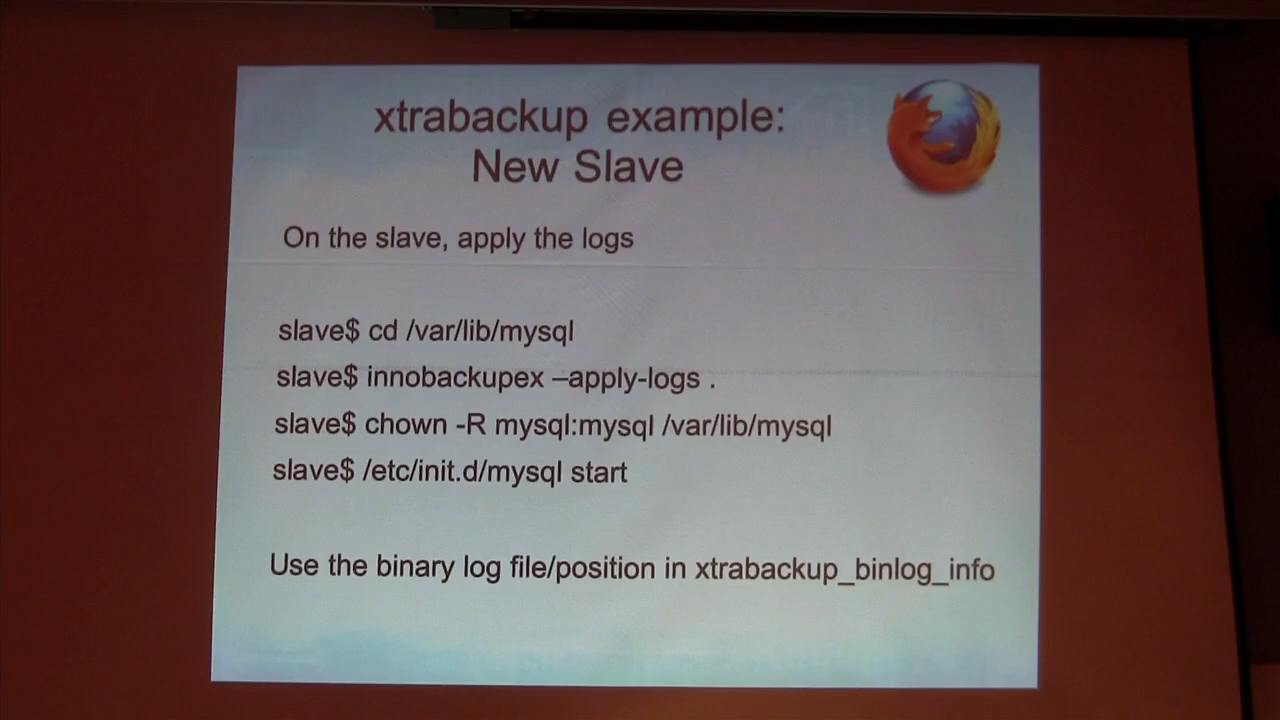 xtrabackup example:
New Slave
On the slave, apply the logs
slave$ cd /var/lib/mysql
slave$ innobackupex –apply-logs .
slave$ chown -R mysql:mysql /var/lib/mysql
slave$ /etc/init.d/mysql start
Use the binary log file/position in xtrabackup_binlog_info